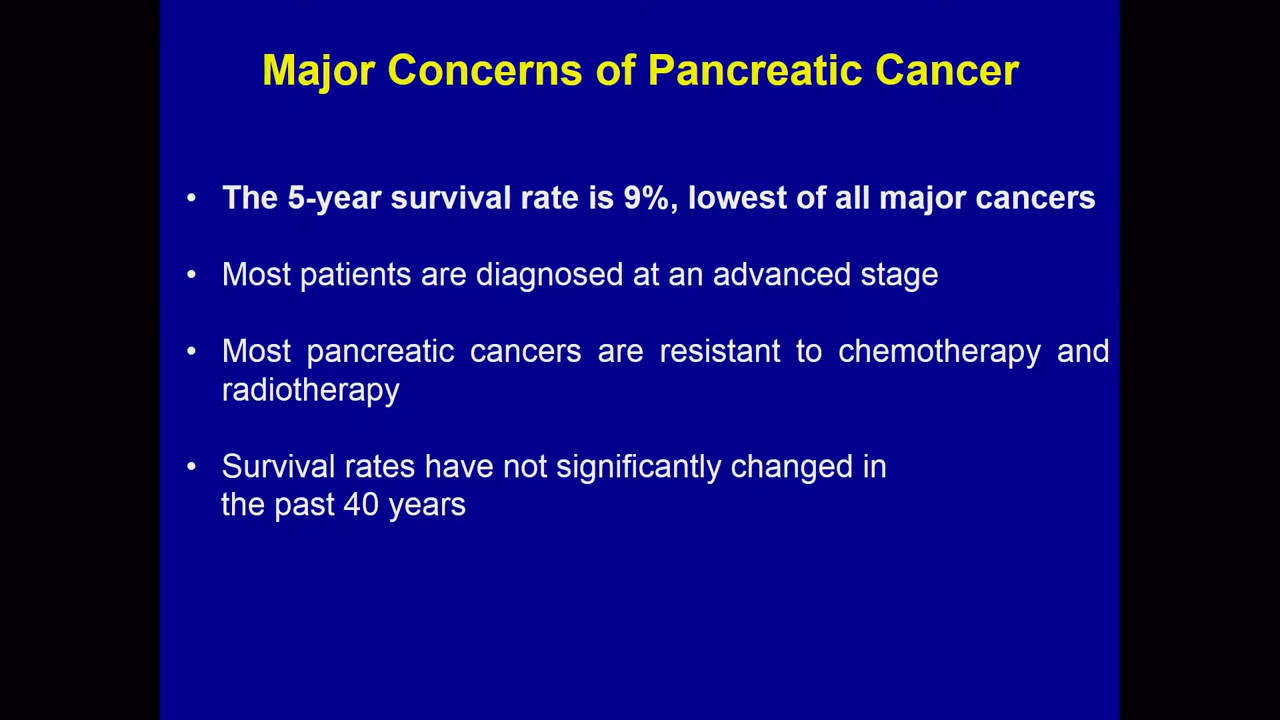 Major Concerns of Pancreatic Cancer
• The 5-year survival rate is 9%, lowest of all major cancers
• Most patients are diagnosed at an advanced stage
• Most pancreatic cancers are resistant to chemotherapy and
radiotherapy
• Survival rates have not significantly changed in
the past 40 years